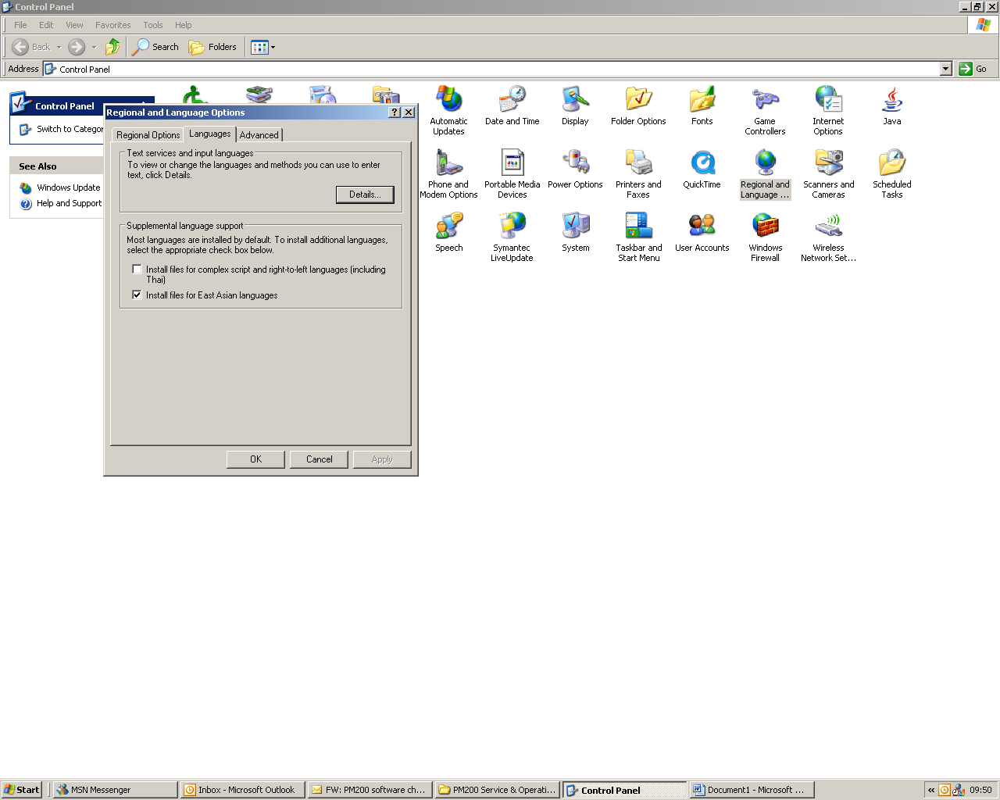 Control Panel
File Edit View Favorites Tools Help
Back Search Folders
Address Control Panel Go
Control Panel
Switch to Categor
See Also
Windows Update
Help and Support
Regional and Language Options
Regional Options Languages Advanced
Text services and input languages
To view or change the languages and methods you can use to enter
text, click Details.
Details...
Supplemental language support
Most languages are installed by default. To install additional languages,
select the appropriate check box below.
Install files for complex script and right-to-left languages (including
Thai)
Install files for East Asian languages
OK Cancel Apply
Automatic
Updates
Date and Time
Display
Folder Options
Fonts
Game
Controllers
Internet
Options
Java
Phone and
Modem Options
Portable Media
Devices
Power Options
Printers and
Faxes
QuickTime
Regional and
Language ...
Scanners and
Cameras
Scheduled
Tasks
Speech
Symantec
LiveUpdate
System
Taskbar and
Start Menu
User Accounts
Windows
Firewall
Wireless
Network Set...
Start MSN Messenger Inbox - Microsoft Outlook FW: PM200 software ch... PM200 Service & Operati... Control Panel Document1 - Microsoft ... « 09:50